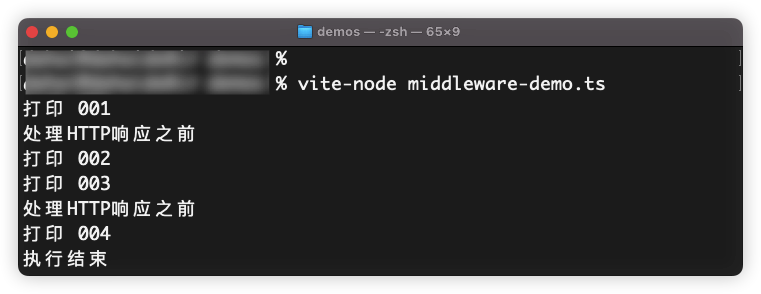 demos — -zsh — 65×9
%
% vite-node middleware-demo.ts
打印 001
处理HTTP响应之前
打印 002
打印 003
处理HTTP响应之前
打印 004
执行结束